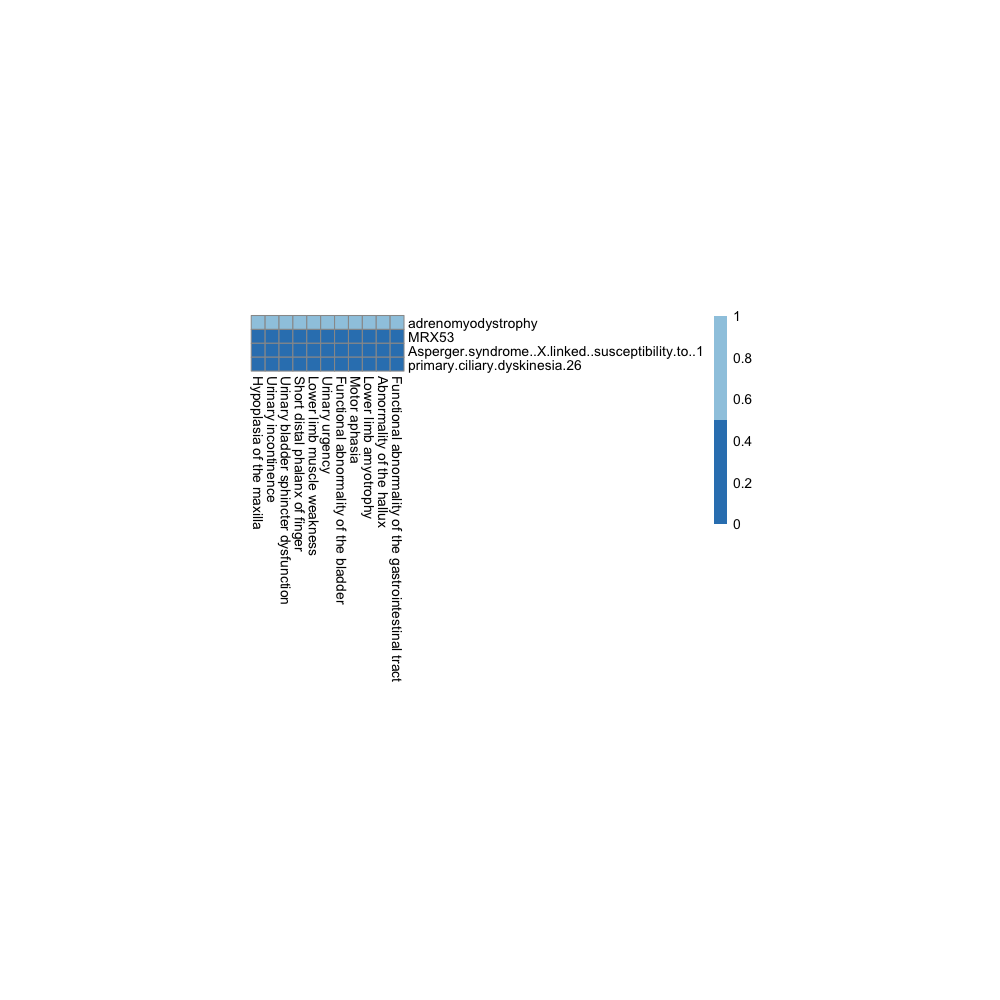 adrenomyodystrophy
MRX53
Asperger.syndrome..X.linked..susceptibility.to..1
primary.ciliary.dyskinesia.26
Hypoplasia of the maxilla
Urinary incontinence
Urinary bladder sphincter dysfunction
Short distal phalanx of finger
Lower limb muscle weakness
Urinary urgency
Functional abnormality of the bladder
Motor aphasia
Lower limb amyotrophy
Abnormality of the hallux
Functional abnormality of the gastrointestinal tract
1
0.8
0.6
0.4
0.2
0